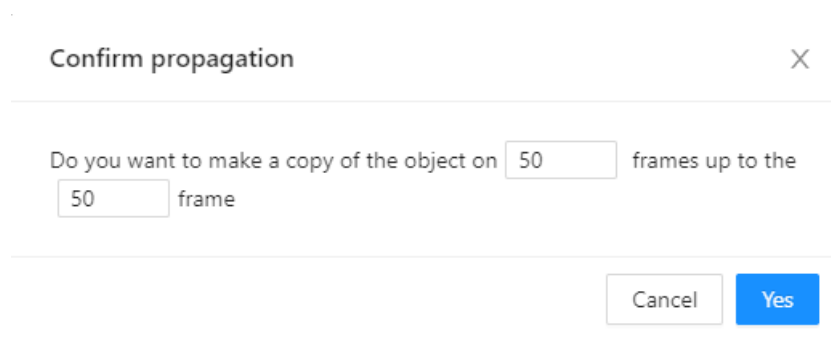 Confirm propagation
Do you want to make a copy of the object on 50 frames up to the
50 frame
Cancel Yes